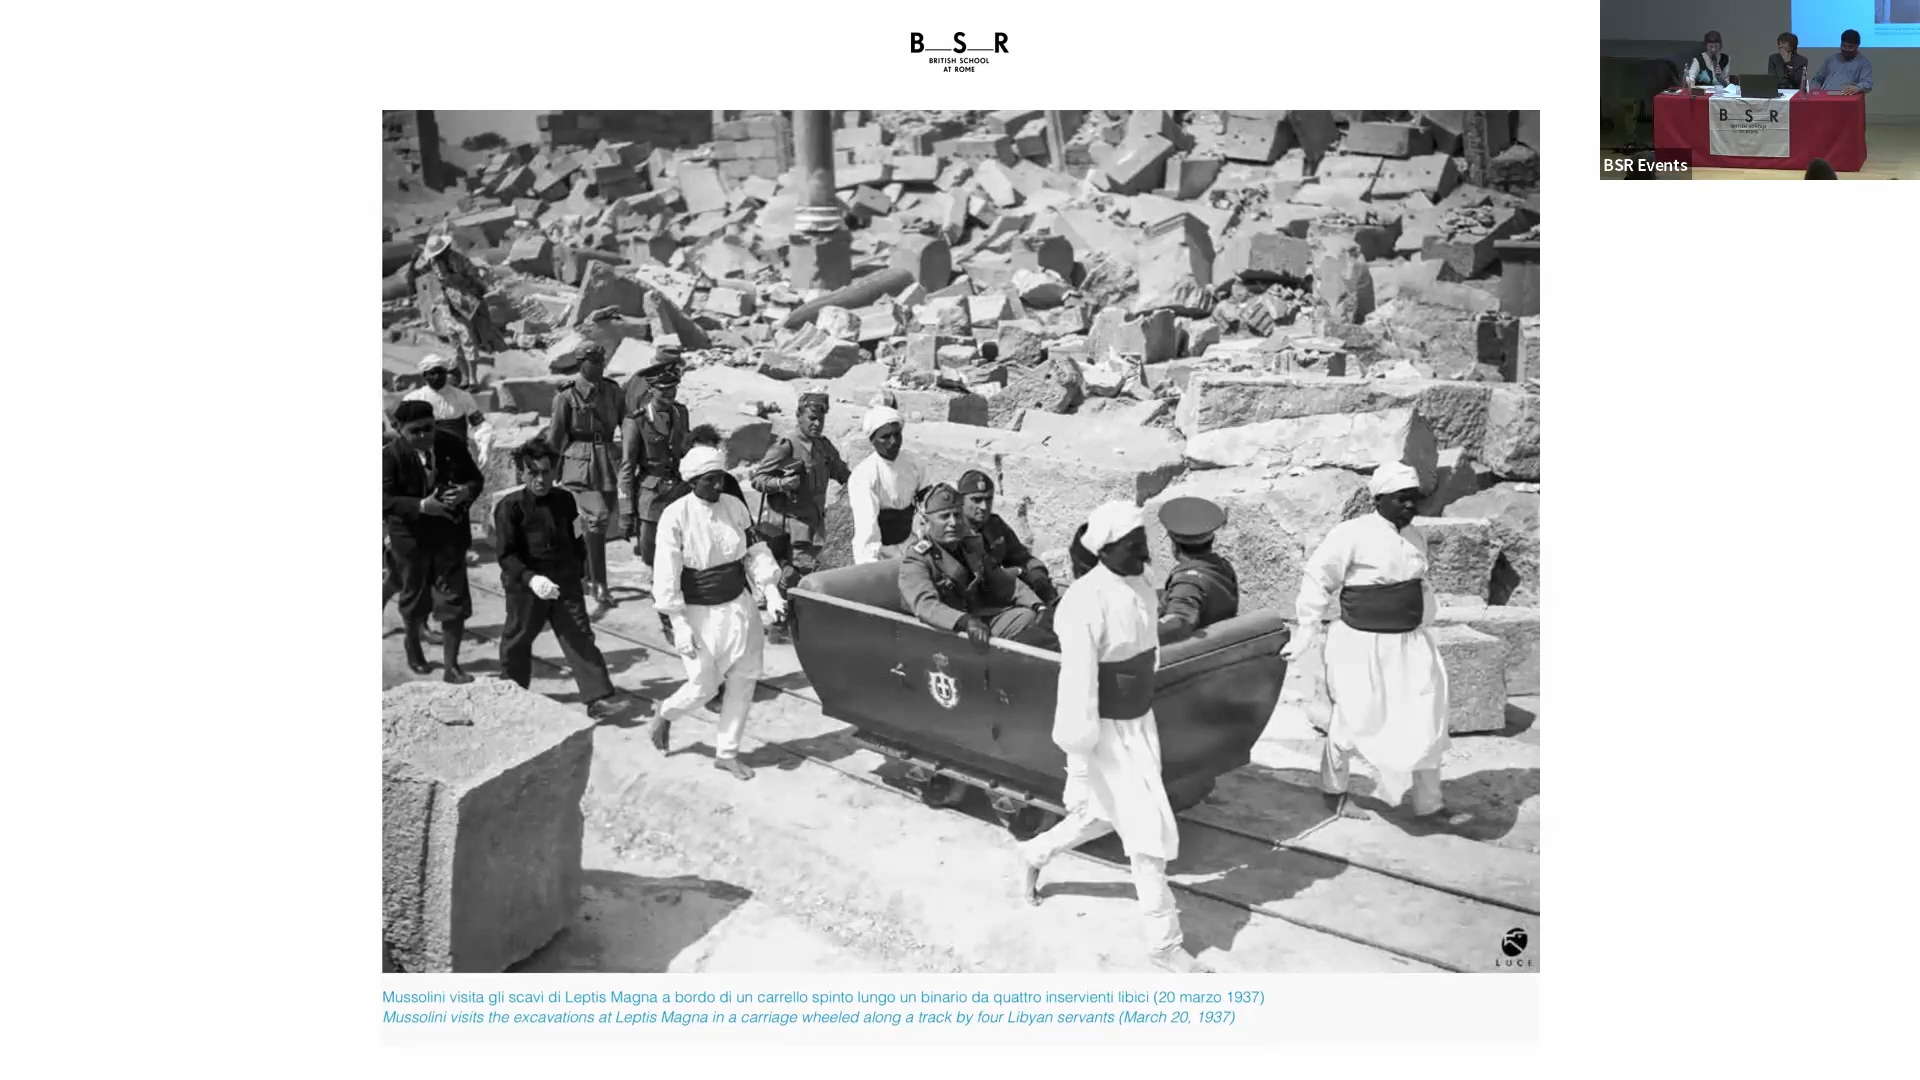 B__S__R
BRITISH SCHOOL
AT ROME
B S R
BSR Events
LUCE
Mussolini visita gli scavi di Leptis Magna a bordo di un carrello spinto lungo un binario da quattro inservienti libici (20 marzo 1937)
Mussolini visits the excavations at Leptis Magna in a carriage wheeled along a track by four Libyan servants (March 20, 1937)